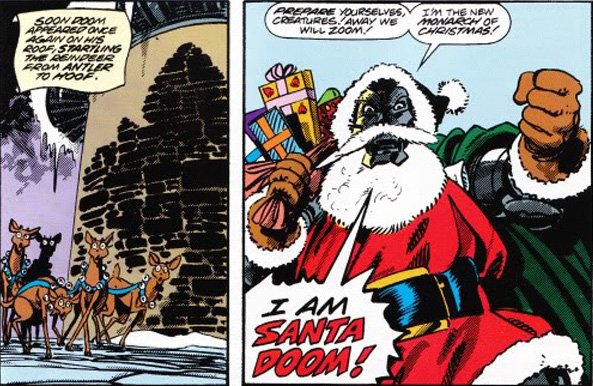 SOON DOOM
APPEARED ONCE
AGAIN ON HIS
ROOF, STARTLING
THE REINDEER
FROM ANTLER
TO HOOF.
PREPARE YOURSELVES,
CREATURES! AWAY WE
WILL ZOOM!
I'M THE NEW
MONARCH OF
CHRISTMAS!
I AM
SANTA
DOOM!